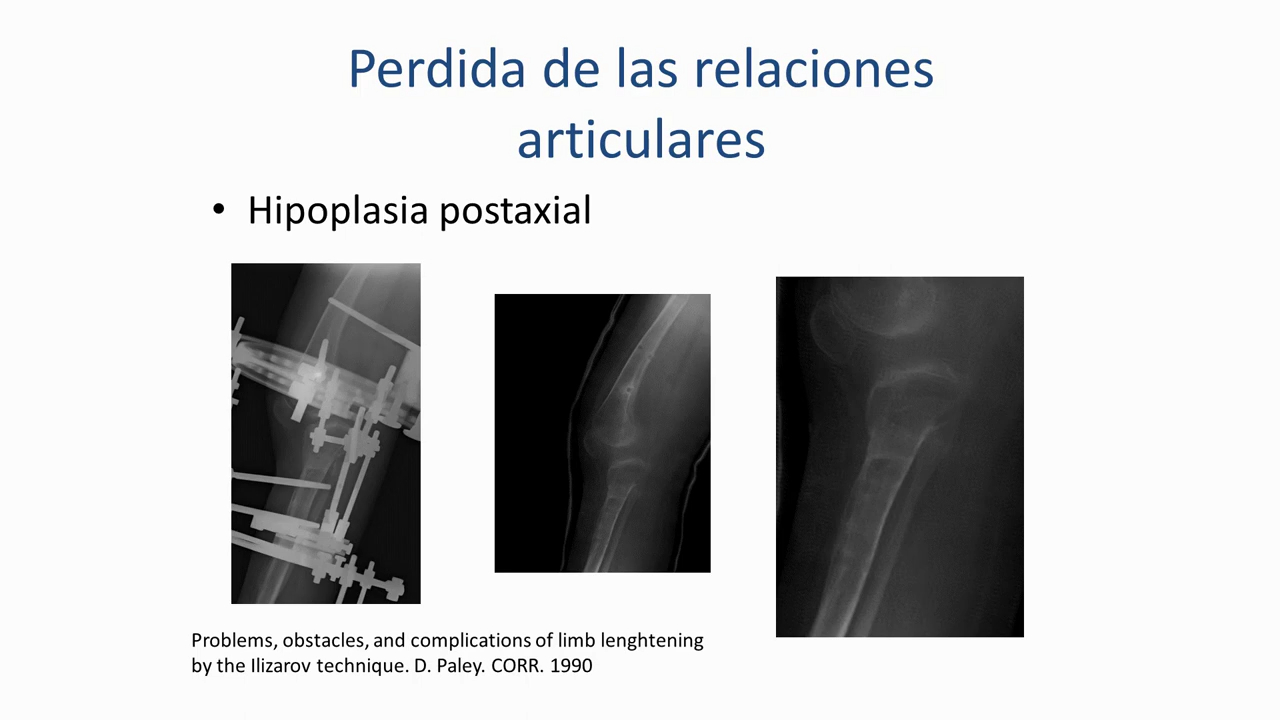 Perdida de las relaciones
articulares
• Hipoplasia postaxial
Problems, obstacles, and complications of limb lenghtening
by the Ilizarov technique. D. Paley. CORR. 1990